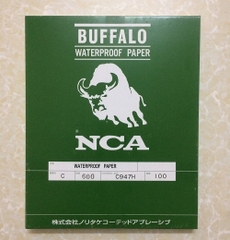 BUFFALO
WATERPROOF PAPER
NCA
WATERPROOF PAPER
C 600 C947H 100
株式会社ノリタケコーテッドアブレーシブ